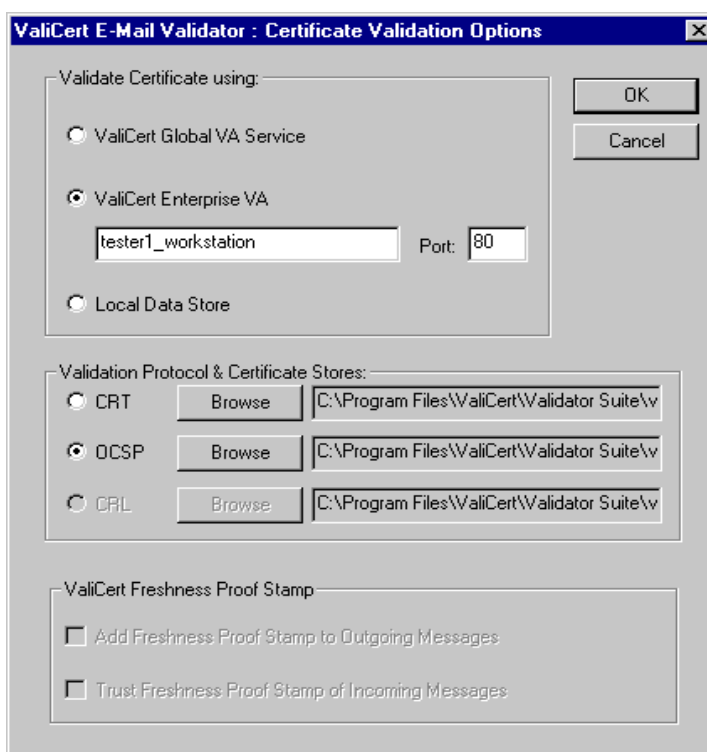 ValiCert E-Mail Validator : Certificate Validation Options
Validate Certificate using:
OK
ValiCert Global VA Service
Cancel
ValiCert Enterprise VA
tester1_workstation Port: 80
Local Data Store
Validation Protocol & Certificate Stores:
CRT Browse C:\Program Files\ValiCert\Validator Suite\v
OCSP Browse C:\Program Files\ValiCert\Validator Suite\v
CRL Browse C:\Program Files\ValiCert\Validator Suite\v
ValiCert Freshness Proof Stamp
Add Freshness Proof Stamp to Outgoing Messages
Trust Freshness Proof Stamp of Incoming Messages